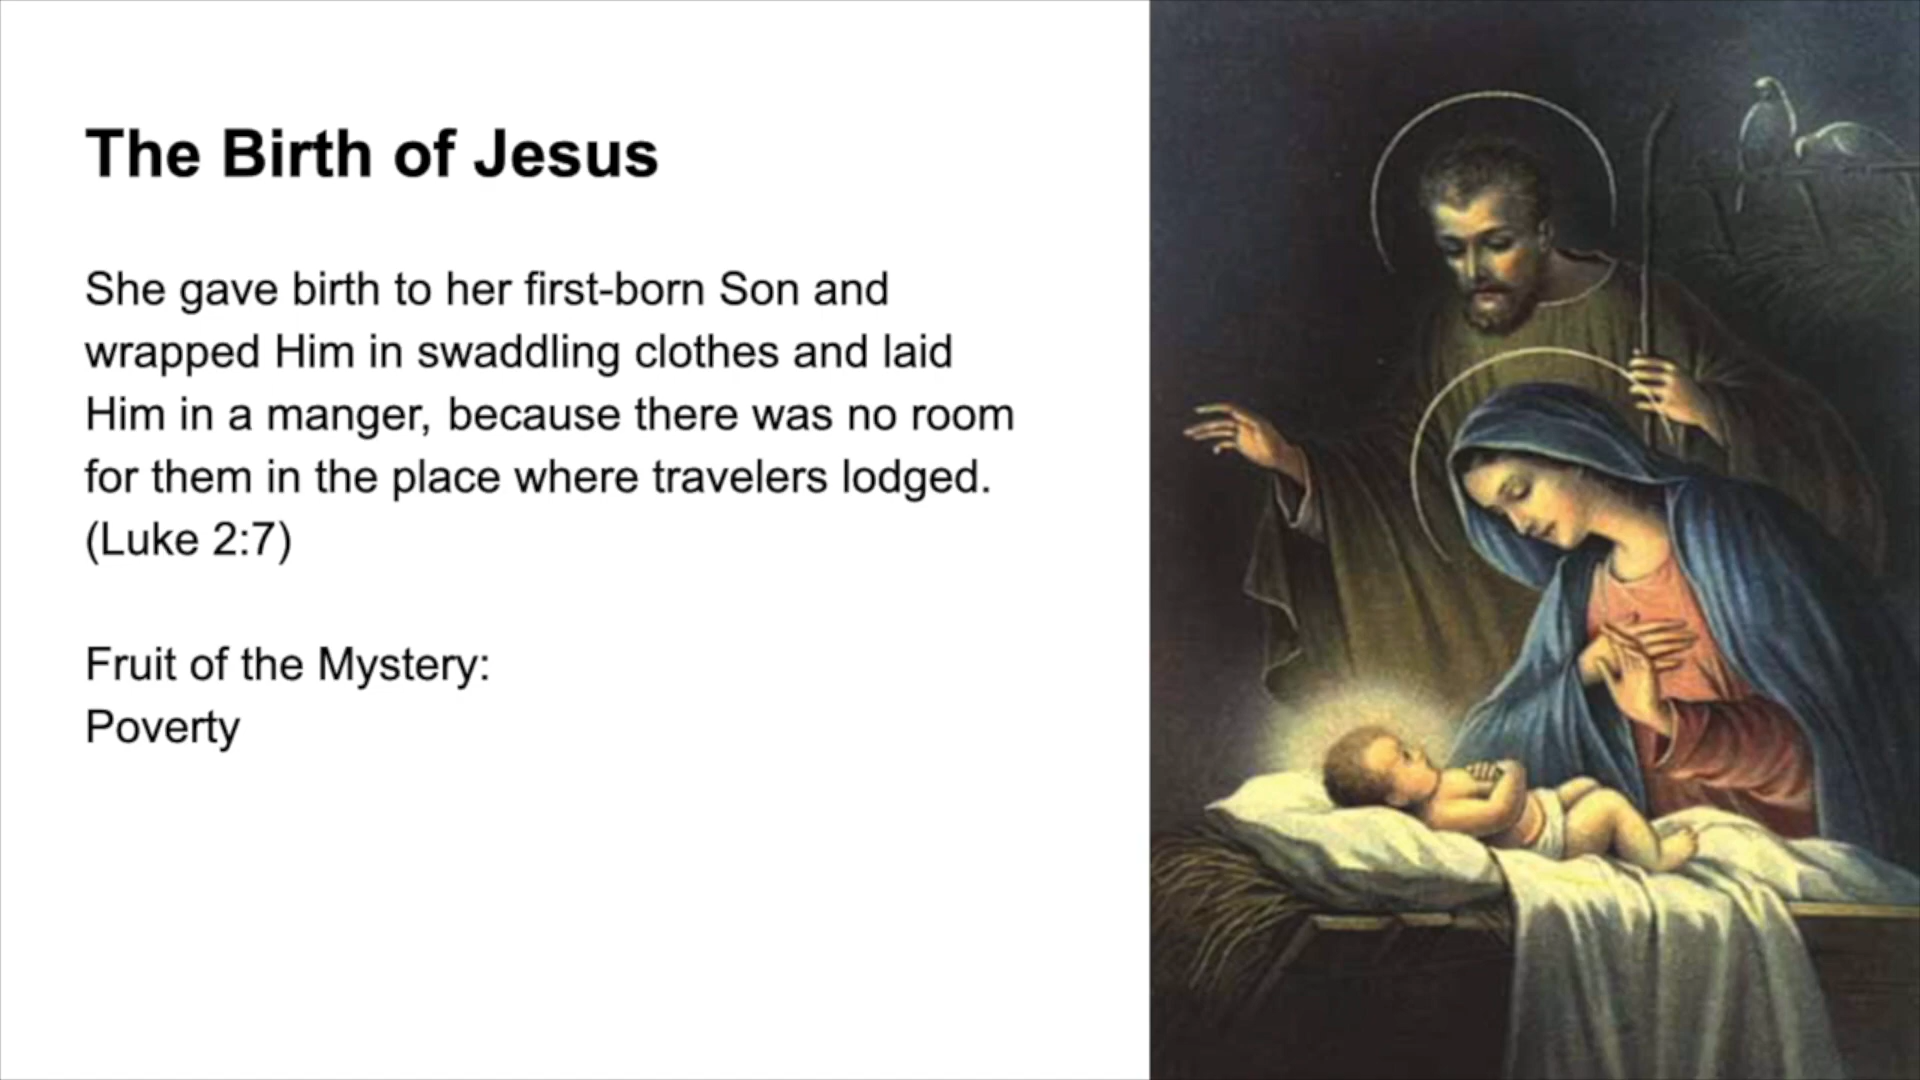 The Birth of Jesus
She gave birth to her first-born Son and
wrapped Him in swaddling clothes and laid
Him in a manger, because there was no room
for them in the place where travelers lodged.
(Luke 2:7)
Fruit of the Mystery:
Poverty